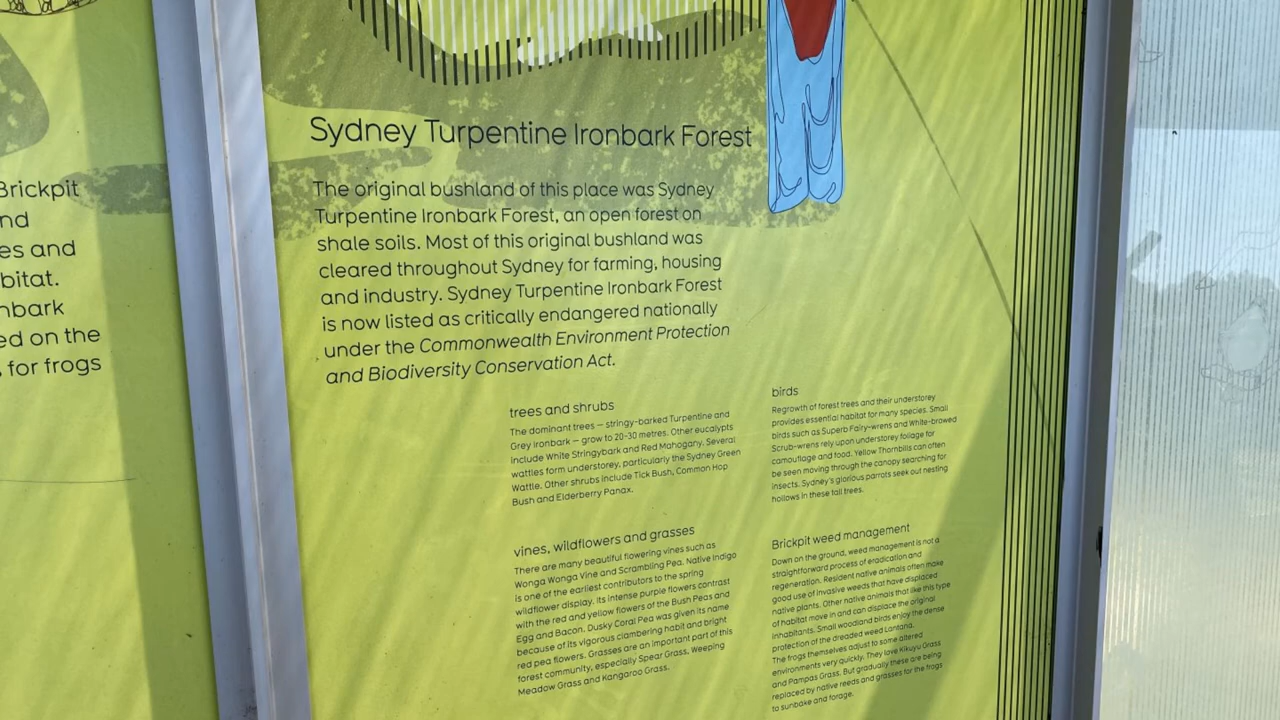 Brickpit
nd
es and
bitat.
nbark
ed on the
for frogs
Sydney Turpentine Ironbark Forest
The original bushland of this place was Sydney
Turpentine Ironbark Forest, an open forest on
shale soils. Most of this original bushland was
cleared throughout Sydney for farming, housing
and industry. Sydney Turpentine Ironbark Forest
is now listed as critically endangered nationally
under the Commonwealth Environment Protection
and Biodiversity Conservation Act.
trees and shrubs
The dominant trees – stringy-barked Turpentine and
Grey Ironbark – grow to 20-30 metres. Other eucalypts
include White Stringybark and Red Mahogany. Several
wattles form understorey, particularly the Sydney Green
Wattle. Other shrubs include Tick Bush, Common Hop
Bush and Elderberry Panax.
vines, wildflowers and grasses
There are many beautiful flowering vines such as
Wonga Wonga Vine and Scrambling Pea. Native Indigo
is one of the earliest contributors to the spring
wildflower display. Its intense purple flowers contrast
with the red and yellow flowers of the Bush Peas and
Egg and Bacon. Dusky Coral Pea was given its name
because of its vigorous clambering habit and bright
red pea flowers. Grasses are an important part of this
forest community, especially Spear Grass, Weeping
Meadow Grass and Kangaroo Grass.
birds
Regrowth of forest trees and their understorey
provides essential habitat for many species. Small
birds such as Superb Fairy-wrens and White-browed
Scrub-wrens rely upon understorey foliage for
camouflage and food. Yellow Thornbills can often
be seen moving through the canopy searching for
insects. Sydney's glorious parrots seek out nesting
hollows in these tall trees.
Brickpit weed management
Down on the ground, weed management is not a
straightforward process of eradication and
regeneration. Resident native animals often make
good use of invasive weeds that have displaced
native plants. Other native animals that like this type
of habitat move in and can displace the original
inhabitants. Small woodland birds enjoy the dense
protection of the dreaded weed Lantana.
The frogs themselves adjust to some altered
environments very quickly. They love Kikuyu Grass
and Pampas Grass. But gradually these are being
replaced by native reeds and grasses for the frogs
to sunbake and forage.